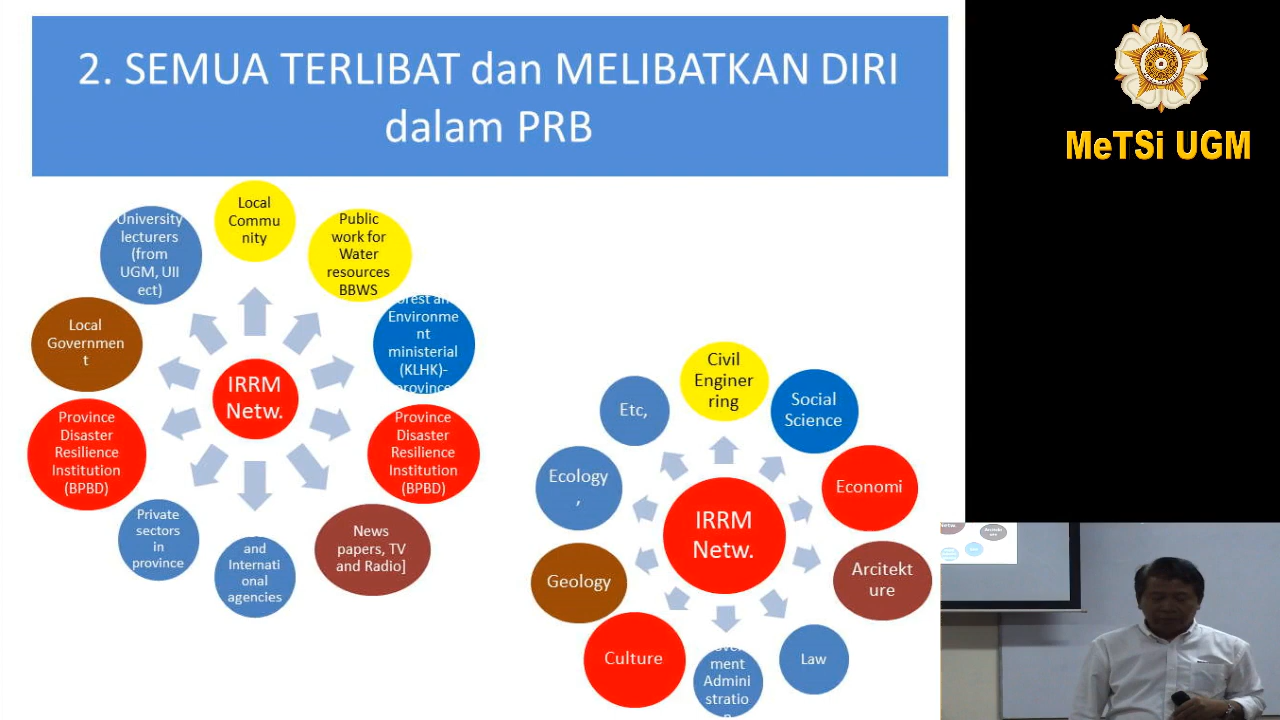 2. SEMUA TERLIBAT dan MELIBATKAN DIRI
dalam PRB
MeTSi UGM
Local
Commu
nity
Public
work for
Water
resources
BBWS
Environme
nt
ministerial
(KLHK)-
province
Province
Disaster
Resilience
Institution
(BPBD)
News
papers, TV
and Radio]
and
Internati
onal
agencies
Private
sectors
in
province
Province
Disaster
Resilience
Institution
(BPBD)
Local
Governmen
t
University
lecturers
(from
UGM, UII
ect)
IRRM
Netw.
Civil
Enginer
ring
Social
Science
Economi
Arcitekt
ure
Law
ment
Admini
stratio
Culture
Geology
Ecology
,
Etc,
IRRM
Netw.